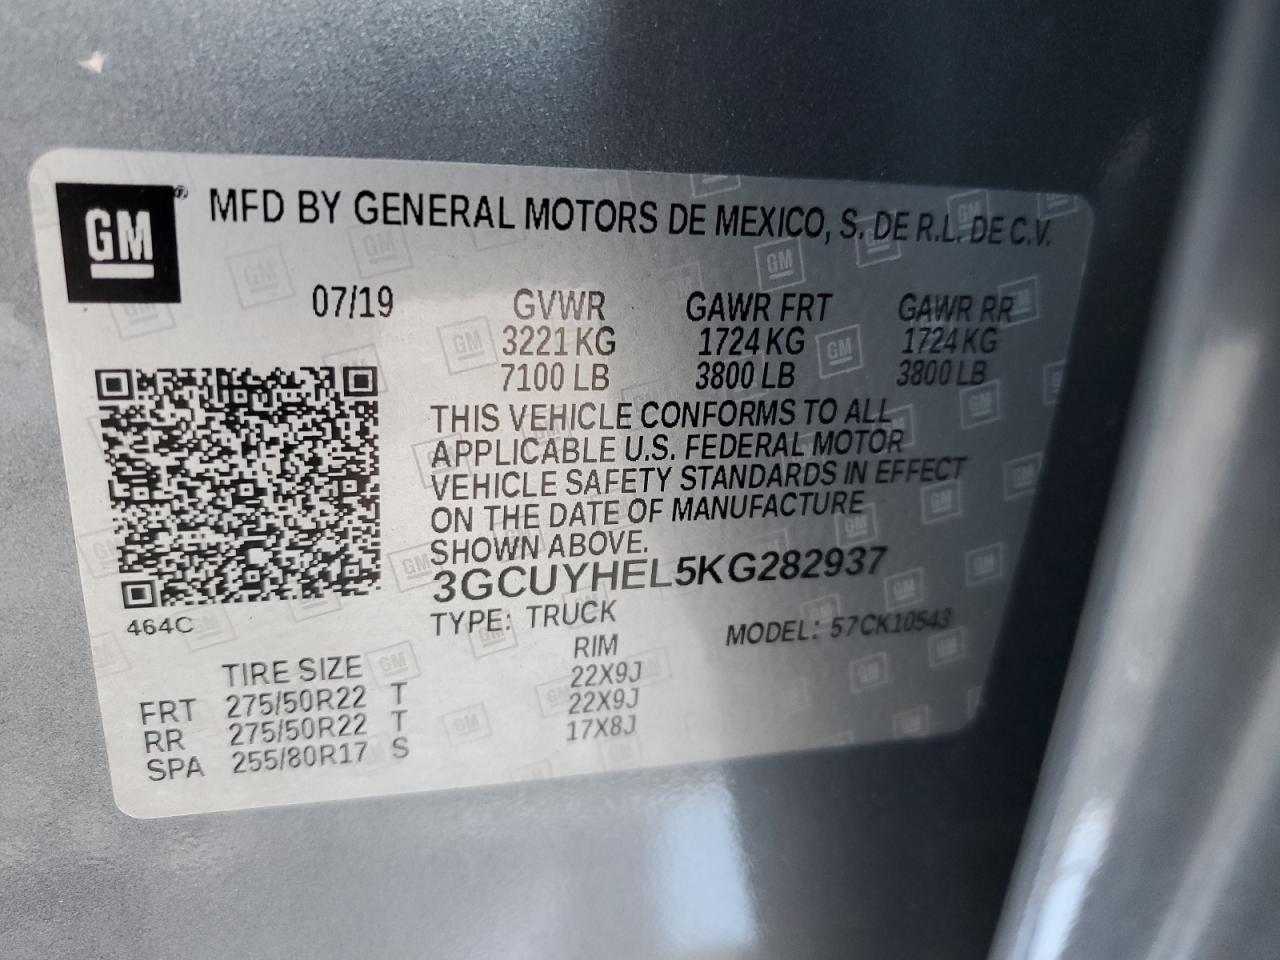 GM® MFD BY GENERAL MOTORS DE MEXICO, S. DE R.L. DE C.V.
07/19 GVWR GAWR FRT GAWR RR
3221 KG 1724 KG 1724 KG
7100 LB 3800 LB 3800 LB
THIS VEHICLE CONFORMS TO ALL
APPLICABLE U.S. FEDERAL MOTOR
VEHICLE SAFETY STANDARDS IN EFFECT
ON THE DATE OF MANUFACTURE
SHOWN ABOVE.
3GCUYHEL5KG282937
464C
TYPE: TRUCK MODEL: 57CK10543
TIRE SIZE RIM
FRT 275/50R22 T 22X9J
RR 275/50R22 T 22X9J
SPA 255/80R17 S 17X8J